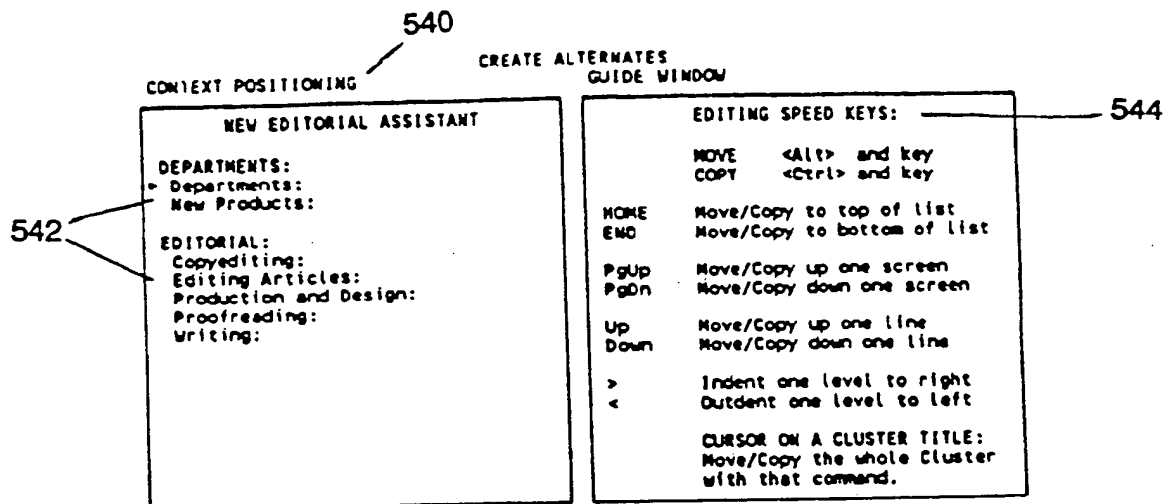 540
CREATE ALTERNATES
CONTEXT POSITIONING
GUIDE WINDOW
NEW EDITORIAL ASSISTANT
DEPARTMENTS:
> Departments:
New Products:
542
EDITORIAL:
Copyediting:
Editing Articles:
Production and Design:
Proofreading:
Writing:
EDITING SPEED KEYS:
544
MOVE <Alt> and key
COPY <Ctrl> and key
HOME Move/Copy to top of list
END Move/Copy to bottom of list
PgUp Move/Copy up one screen
PgDn Move/Copy down one screen
Up Move/Copy up one line
Down Move/Copy down one line
> Indent one level to right
< Outdent one level to left
CURSOR ON A CLUSTER TITLE:
Move/Copy the whole Cluster
with that command.